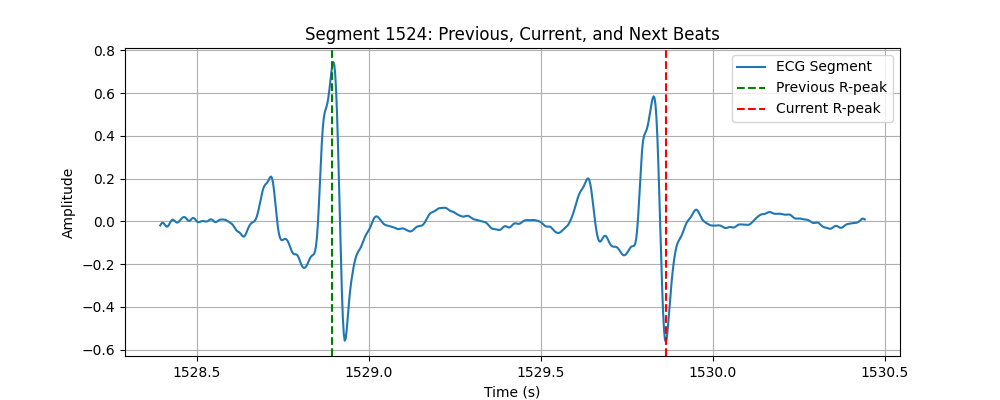 Segment 1524: Previous, Current, and Next Beats
ECG Segment
Previous R-peak
Current R-peak
Amplitude
0.8
0.6
0.4
0.2
0.0
−0.2
−0.4
−0.6
1528.5 1529.0 1529.5 1530.0 1530.5
Time (s)